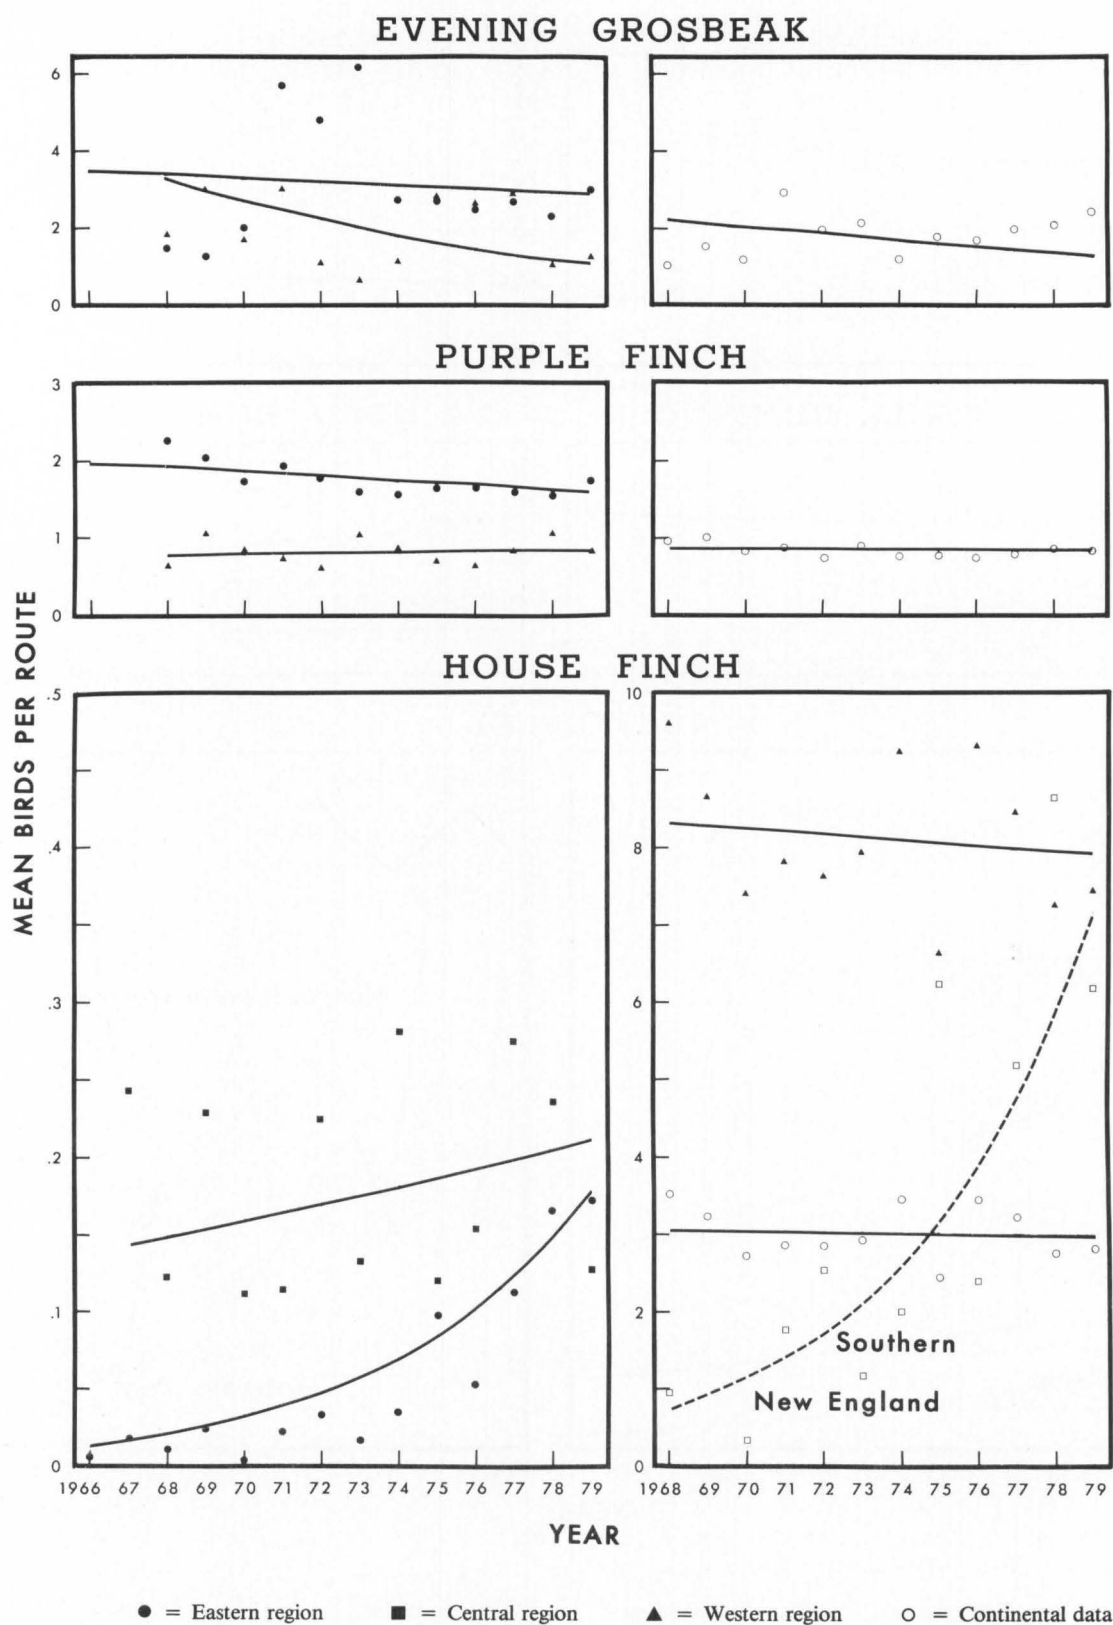 EVENING GROSBEAK
6
4
2
0
PURPLE FINCH
3
2
1
0
HOUSE FINCH
.5
.4
.3
.2
.1
0
10
8
6
4
2
0
Southern
New England
MEAN BIRDS PER ROUTE
1966 67 68 69 70 71 72 73 74 75 76 77 78 79
1968 69 70 71 72 73 74 75 76 77 78 79
YEAR
● = Eastern region ■ = Central region ▲ = Western region ○ = Continental data